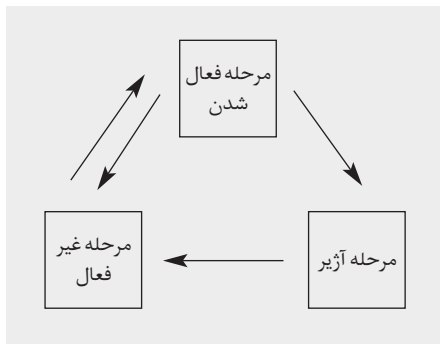 مرحله فعال
شدن
مرحله آژیر
مرحله غیر
فعال